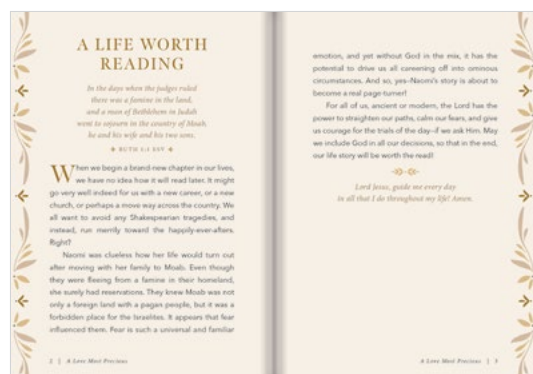 A LIFE WORTH
READING
In the days when the judges ruled
there was a famine in the land,
and a man of Bethlehem in Judah
went to sojourn in the country of Moab,
he and his wife and his two sons.
RUTH 1:1 ESV
When we begin a brand-new chapter in our lives,
we have no idea how it will read later. It might
go very well indeed for us with a new career, or a new
church, or perhaps a move way across the country. We
all want to avoid any Shakespearian tragedies, and
instead, run merrily toward the happily-ever-afters.
Right?
Naomi was clueless how her life would turn out
after moving with her family to Moab. Even though
they were fleeing from a famine in their homeland,
she surely had reservations. They knew Moab was not
only a foreign land with a pagan people, but it was a
forbidden place for the Israelites. It appears that fear
influenced them. Fear is such a universal and familiar
2 | A Love Most Precious
emotion, and yet without God in the mix, it has the
potential to drive us all careening off into ominous
circumstances. And so, yes–Naomi's story is about to
become a real page-turner!
For all of us, ancient or modern, the Lord has the
power to straighten our paths, calm our fears, and give
us courage for the trials of the day–if we ask Him. May
we include God in all our decisions, so that in the end,
our life story will be worth the read!
Lord Jesus, guide me every day
in all that I do throughout my life! Amen.
A Love Most Precious | 3